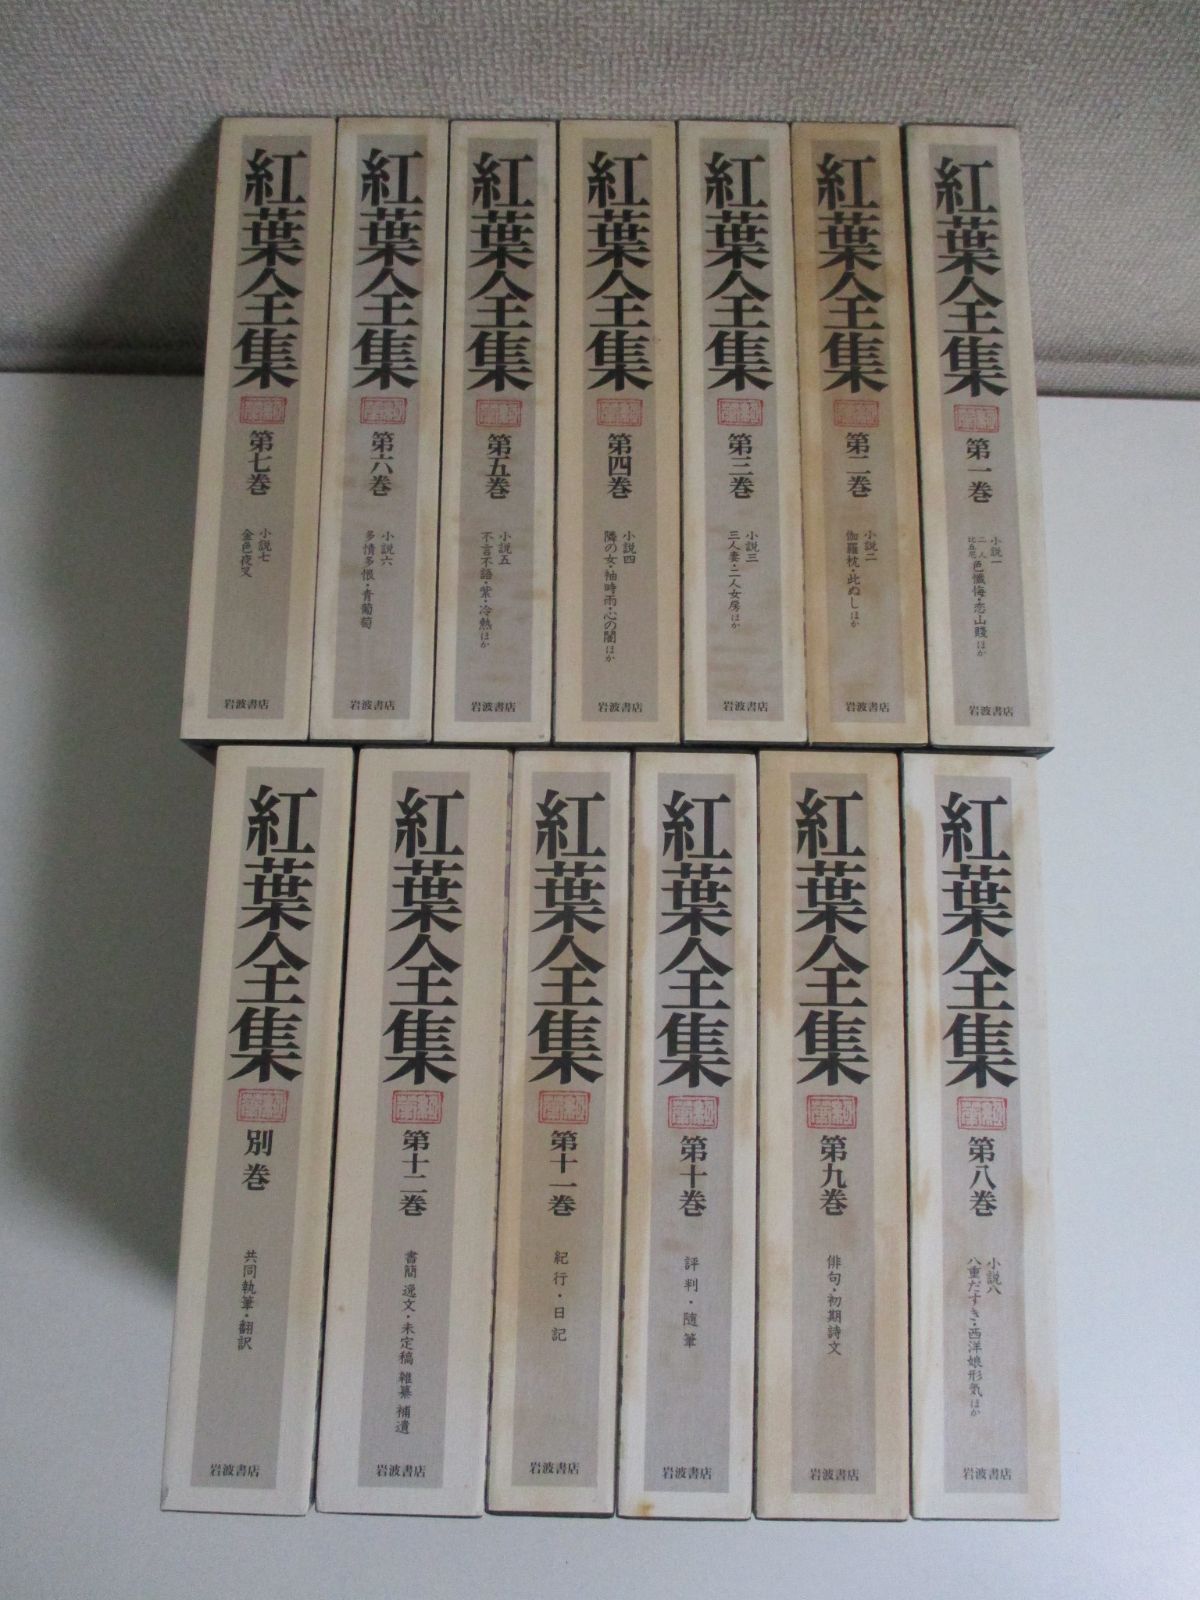 紅葉全集
第一巻
小説一
二人比丘尼色懺悔・恋山賤ほか
岩波書店
紅葉全集
第二巻
小説二
伽羅枕・此ぬしほか
岩波書店
紅葉全集
第三巻
小説三
三人妻・二人女房ほか
岩波書店
紅葉全集
第四巻
小説四
隣の女・袖時雨・心の闇ほか
岩波書店
紅葉全集
第五巻
小説五
不言不語・紫・冷熱ほか
岩波書店
紅葉全集
第六巻
小説六
多情多恨・青葡萄
岩波書店
紅葉全集
第七巻
小説七
金色夜叉
岩波書店
紅葉全集
第八巻
小説八
八重だすき・西洋娘形気ほか
岩波書店
紅葉全集
第九巻
俳句・初期詩文
岩波書店
紅葉全集
第十巻
評判・随筆
岩波書店
紅葉全集
第十一巻
紀行・日記
岩波書店
紅葉全集
第十二巻
書簡 逸文・未定稿 雑纂 補遺
岩波書店
紅葉全集
別巻
共同執筆・翻訳
岩波書店